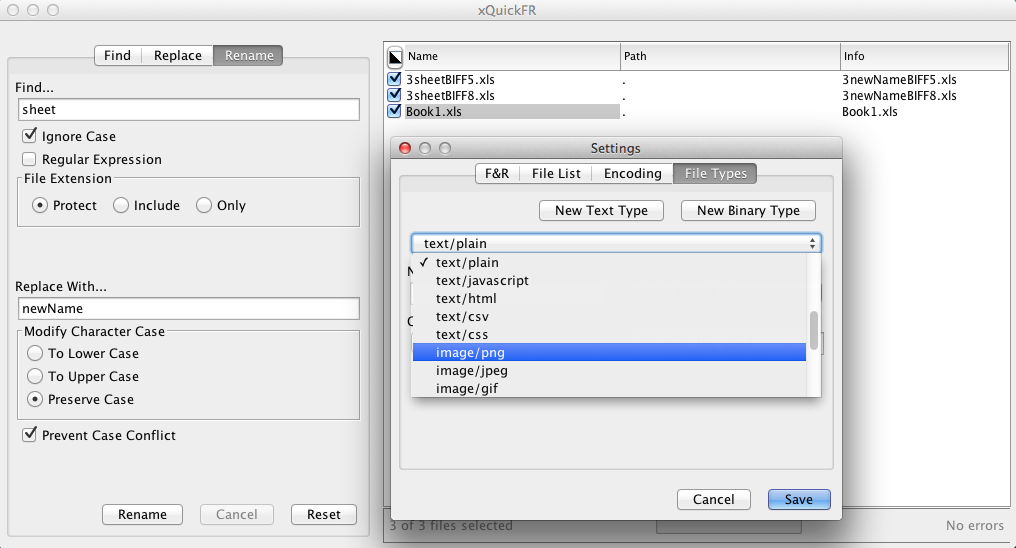 xQuickFR
Find Replace Rename
Find...
sheet
Ignore Case
Regular Expression
File Extension
Protect Include Only
Replace With...
newName
Modify Character Case
To Lower Case
To Upper Case
Preserve Case
Prevent Case Conflict
Rename Cancel Reset
Name Path Info
3sheetBIFF5.xls . 3newNameBIFF5.xls
3sheetBIFF8.xls . 3newNameBIFF8.xls
Book1.xls . Book1.xls
Settings
F&R File List Encoding File Types
New Text Type New Binary Type
text/plain
text/plain
text/javascript
text/html
text/csv
text/css
image/png
image/jpeg
image/gif
Cancel Save
3 of 3 files selected No errors